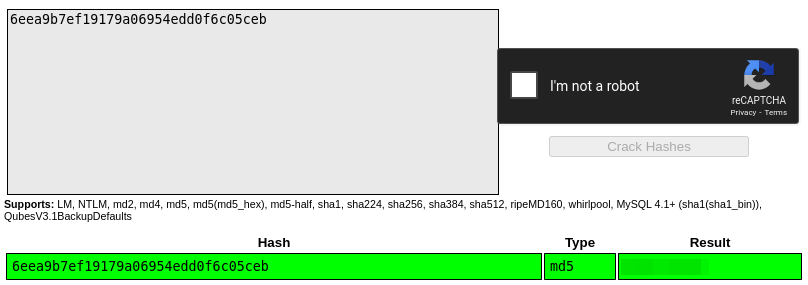 6eea9b7ef19179a06954edd0f6c05ceb
I'm not a robot
reCAPTCHA
Privacy - Terms
Crack Hashes
Supports: LM, NTLM, md2, md4, md5, md5(md5_hex), md5-half, sha1, sha224, sha256, sha384, sha512, ripeMD160, whirlpool, MySQL 4.1+ (sha1(sha1_bin)),
QubesV3.1BackupDefaults
Hash Type Result
6eea9b7ef19179a06954edd0f6c05ceb md5